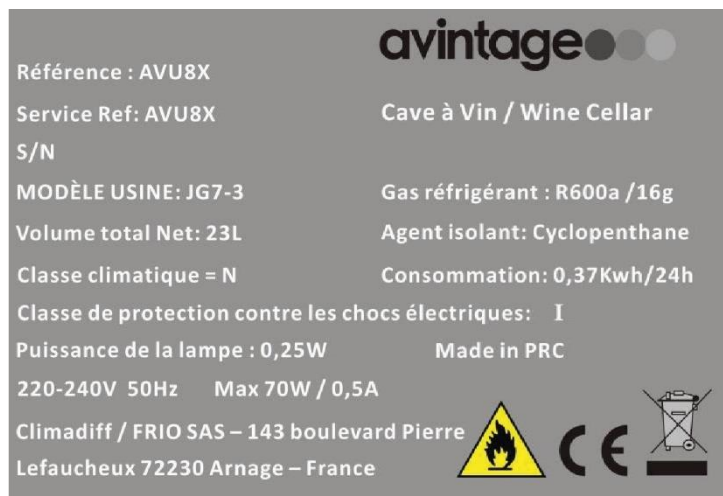 avintage
Référence : AVU8X
Service Ref: AVU8X
Cave à Vin / Wine Cellar
S/N
MODÈLE USINE: JG7-3
Gas réfrigérant : R600a /16g
Volume total Net: 23L
Agent isolant: Cyclopenthane
Classe climatique = N
Consommation: 0,37Kwh/24h
Classe de protection contre les chocs électriques: I
Puissance de la lampe : 0,25W
Made in PRC
220-240V 50Hz Max 70W / 0,5A
Climadiff / FRIO SAS – 143 boulevard Pierre
Lefaucheux 72230 Arnage – France
CE